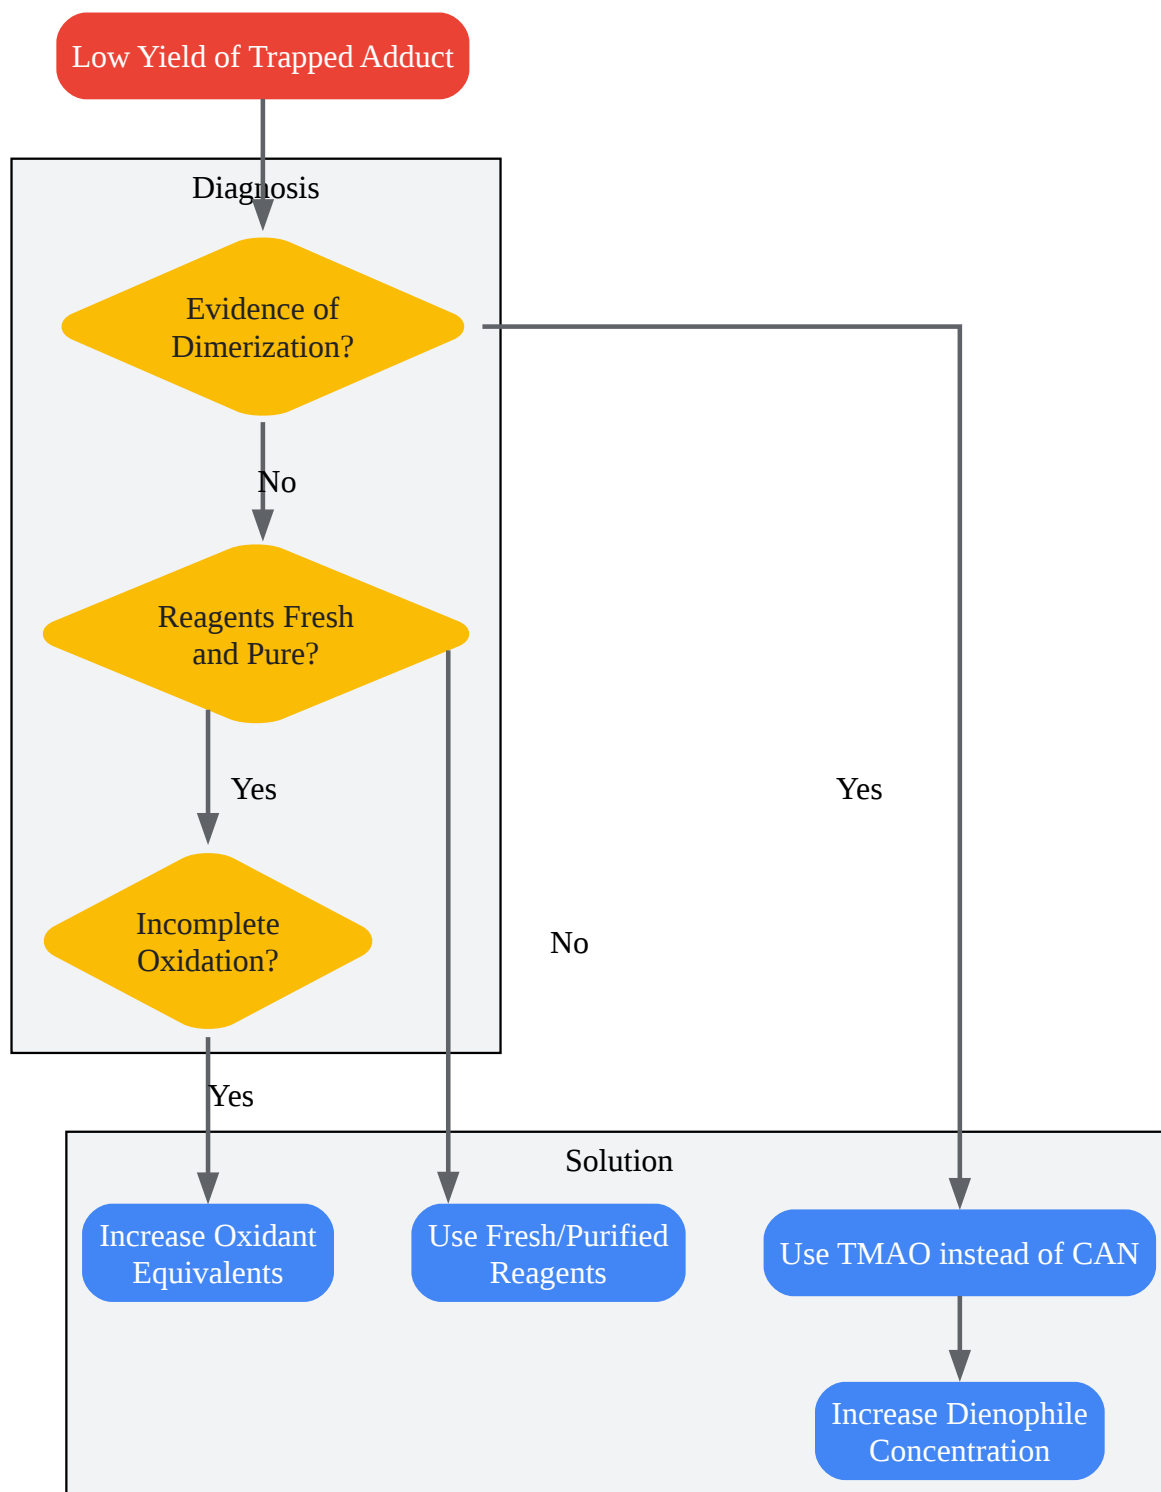 Low Yield of Trapped Adduct
Diagnosis
Evidence of
Dimerization?
No
Reagents Fresh
and Pure?
Yes
Yes
Incomplete
Oxidation?
No
Yes
Solution
Increase Oxidant
Equivalents
Use Fresh/Purified
Reagents
Use TMAO instead of CAN
Increase Dienophile
Concentration